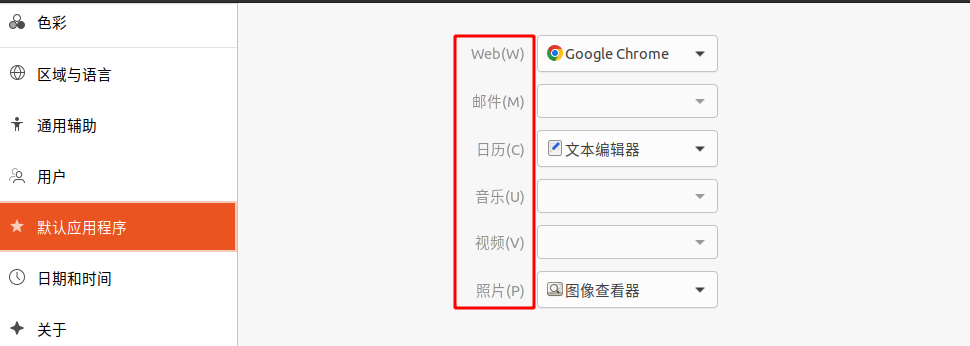 色彩
区域与语言
通用辅助
用户
默认应用程序
日期和时间
关于
Web(W) Google Chrome
邮件(M)
日历(C) 文本编辑器
音乐(U)
视频(V)
照片(P) 图像查看器